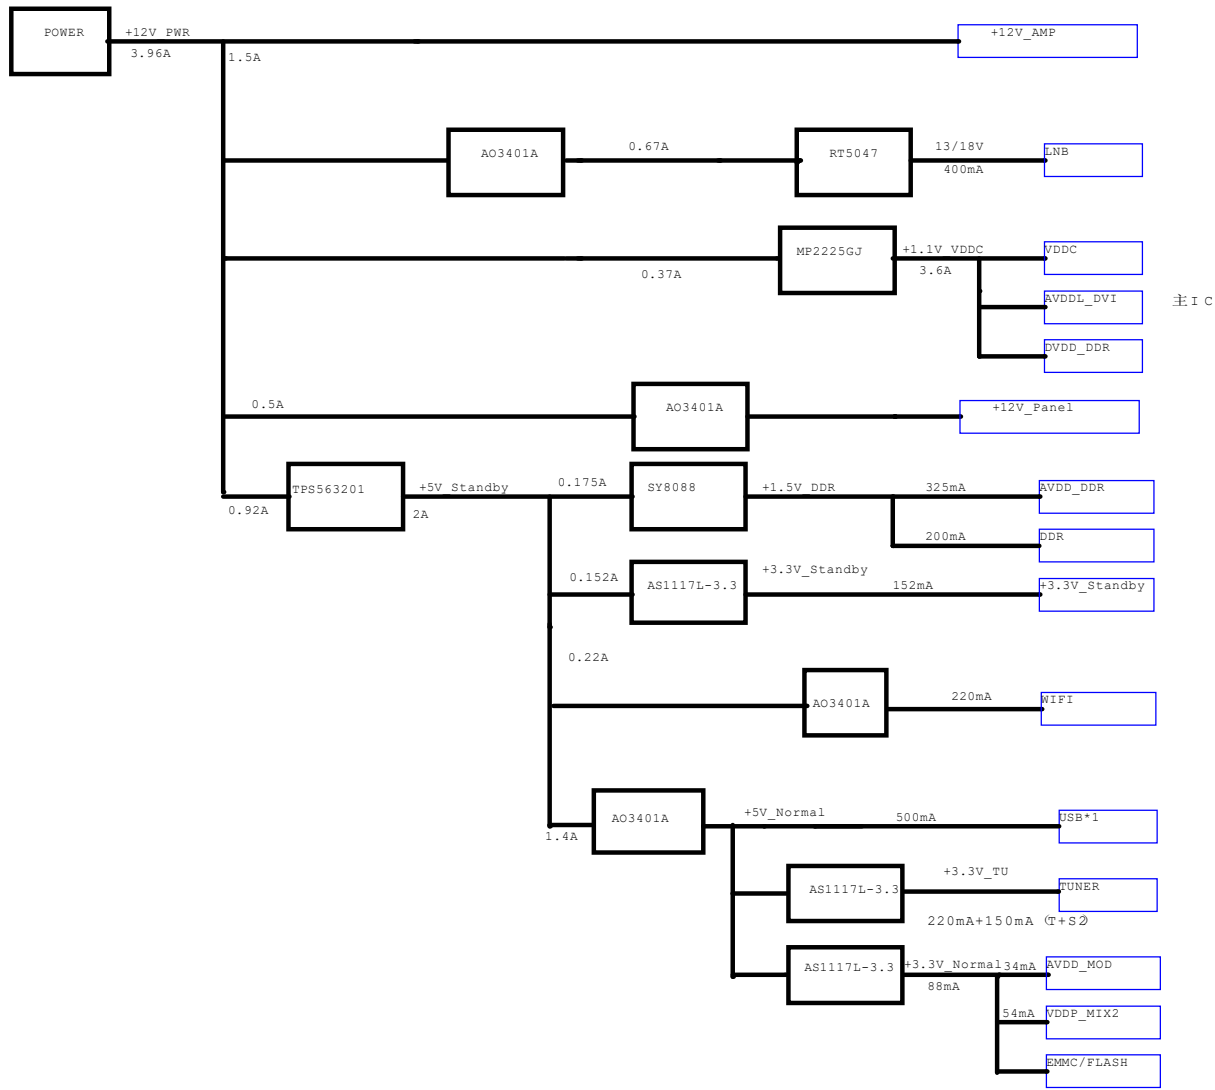 POWER
+12V_PWR
3.96A
1.5A
+12V_AMP
AO3401A
0.67A
RT5047
13/18V
400mA
LNB
0.37A
MP2225GJ
+1.1V_VDDC
3.6A
VDDC
AVDDL_DVI
主IC
DVDD_DDR
0.5A
AO3401A
+12V_Panel
0.92A
TPS563201
+5V_Standby
2A
0.175A
SY8088
+1.5V_DDR
325mA
AVDD_DDR
200mA
DDR
0.152A
AS1117L-3.3
+3.3V_Standby
152mA
+3.3V_Standby
0.22A
AO3401A
220mA
WIFI
1.4A
AO3401A
+5V_Normal
500mA
USB*1
AS1117L-3.3
+3.3V_TU
TUNER
220mA+150mA (T+S2)
AS1117L-3.3
+3.3V_Normal
88mA
34mA
AVDD_MOD
54mA
VDDP_MIX2
EMMC/FLASH